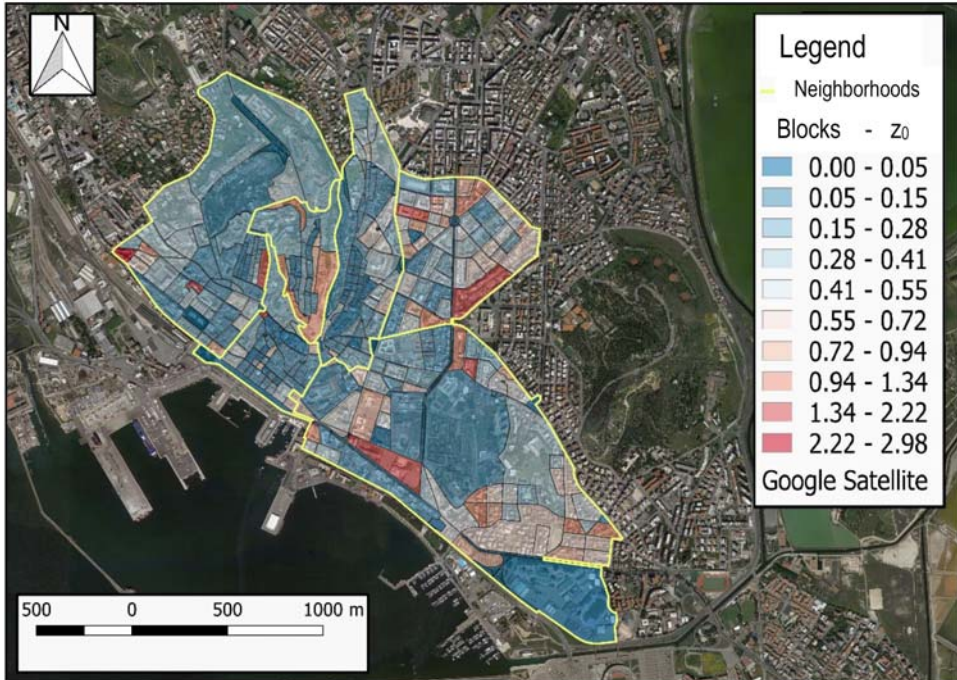 N
Legend
Neighborhoods
Blocks - z₀
0.00 - 0.05
0.05 - 0.15
0.15 - 0.28
0.28 - 0.41
0.41 - 0.55
0.55 - 0.72
0.72 - 0.94
0.94 - 1.34
1.34 - 2.22
2.22 - 2.98
Google Satellite
500 0 500 1000 m